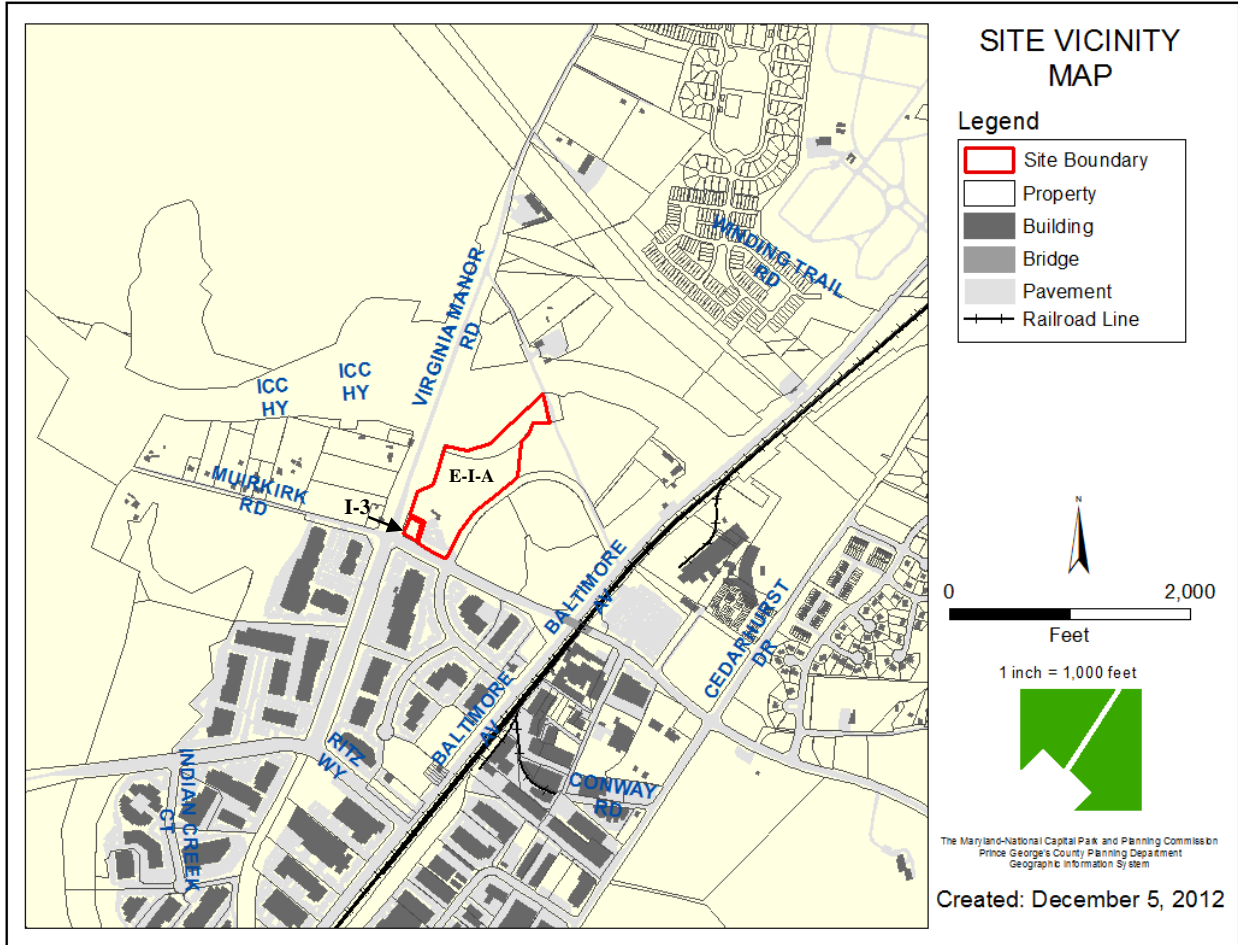 SITE VICINITY
MAP
Legend
Site Boundary
Property
Building
Bridge
Pavement
Railroad Line
WINDING TRAIL
RD
VIRGINIA MANOR
RD
ICC
HY
ICC
HY
MUIRKIRK
RD
I-3
E-I-A
BALTIMORE
AV
BALTIMORE
AV
CEDARHURST
DR
RITZ
WY
INDIAN CREEK
CT
CONWAY
RD
N
0 2,000
Feet
1 inch = 1,000 feet
The Maryland-National Capital Park and Planning Commission
Prince George's County Planning Department
Geographic Information System
Created: December 5, 2012